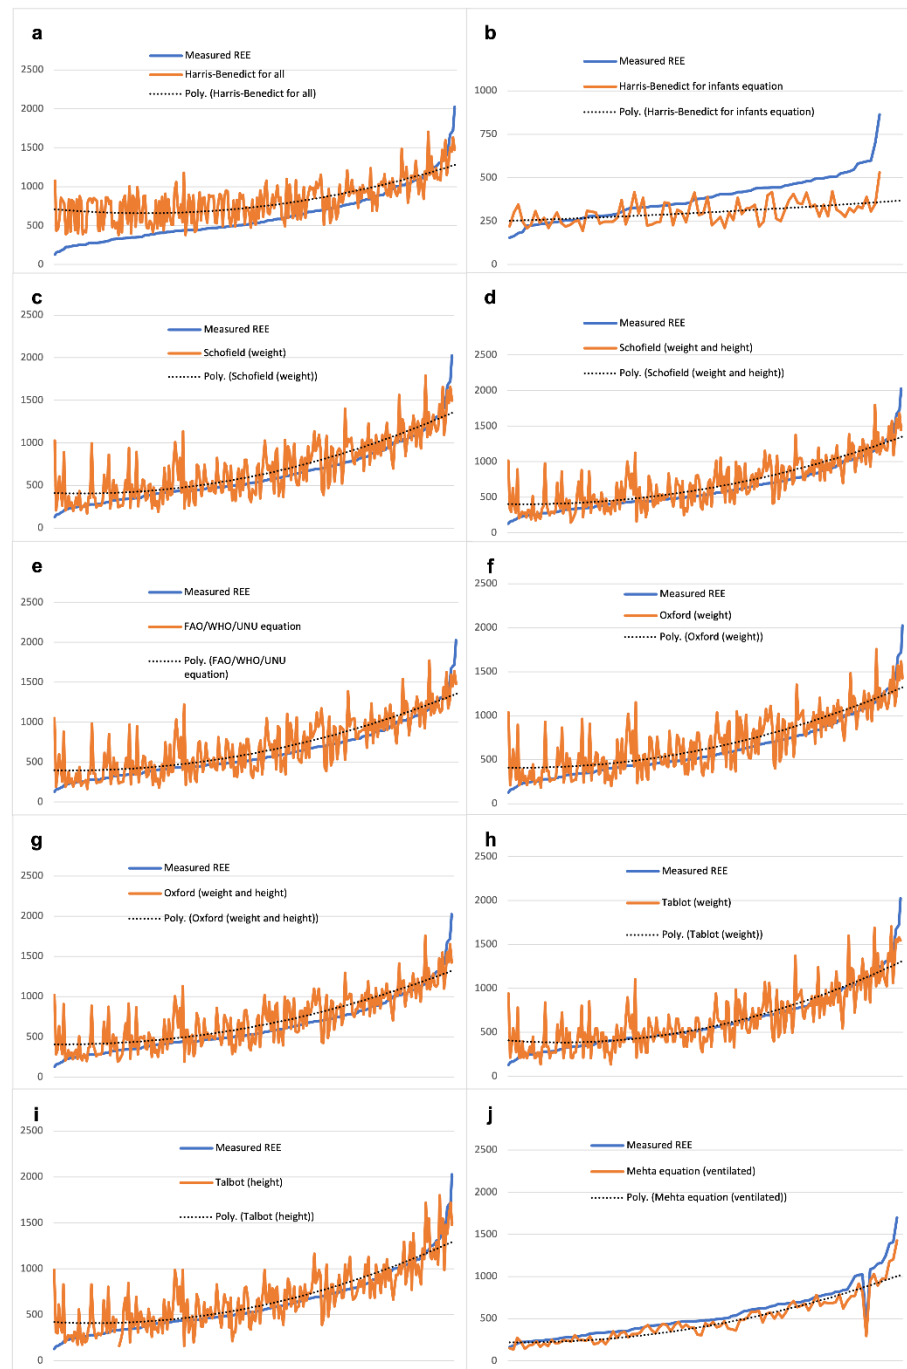 a
Measured REE
Harris-Benedict for all
Poly. (Harris-Benedict for all)
2500
2000
1500
1000
500
0
b
Measured REE
Harris-Benedict for infants equation
Poly. (Harris-Benedict for infants equation)
1000
750
500
250
0
c
Measured REE
Schofield (weight)
Poly. (Schofield (weight))
2500
2000
1500
1000
500
0
d
Measured REE
Schofield (weight and height)
Poly. (Schofield (weight and height))
2500
2000
1500
1000
500
0
e
Measured REE
FAO/WHO/UNU equation
Poly. (FAO/WHO/UNU
equation)
2500
2000
1500
1000
500
0
f
Measured REE
Oxford (weight)
Poly. (Oxford (weight))
2500
2000
1500
1000
500
0
g
Measured REE
Oxford (weight and height)
Poly. (Oxford (weight and height))
2500
2000
1500
1000
500
0
h
Measured REE
Tablot (weight)
Poly. (Tablot (weight))
2500
2000
1500
1000
500
0
i
Measured REE
Talbot (height)
Poly. (Talbot (height))
2500
2000
1500
1000
500
0
j
Measured REE
Mehta equation (ventilated)
Poly. (Mehta equation (ventilated))
2500
2000
1500
1000
500
0